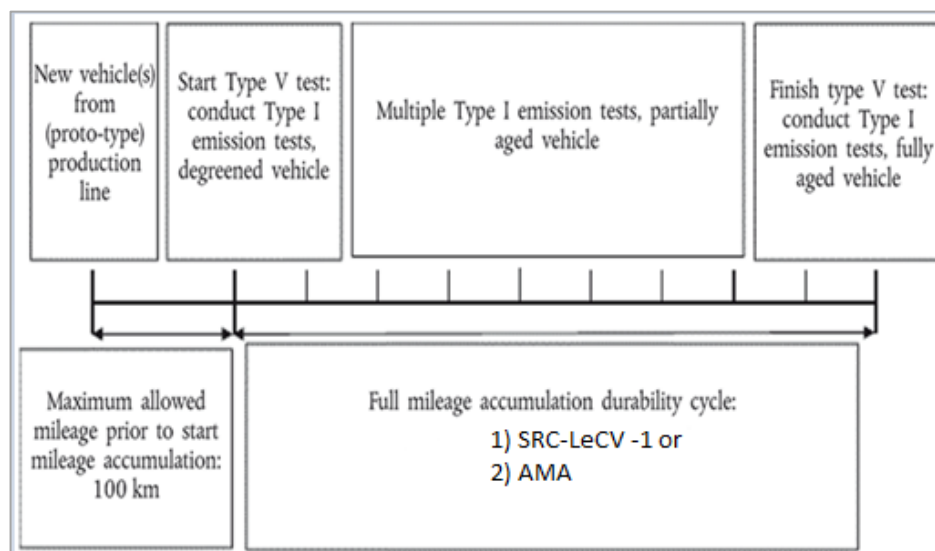 New vehicle(s)
from
(proto-type)
production
line
Start Type V test:
conduct Type I
emission tests,
degreened vehicle
Multiple Type I emission tests, partially
aged vehicle
Finish type V test:
conduct Type I
emission tests, fully
aged vehicle
Maximum allowed
mileage prior to start
mileage accumulation:
100 km
Full mileage accumulation durability cycle:
1) SRC-LeCV -1 or
2) AMA